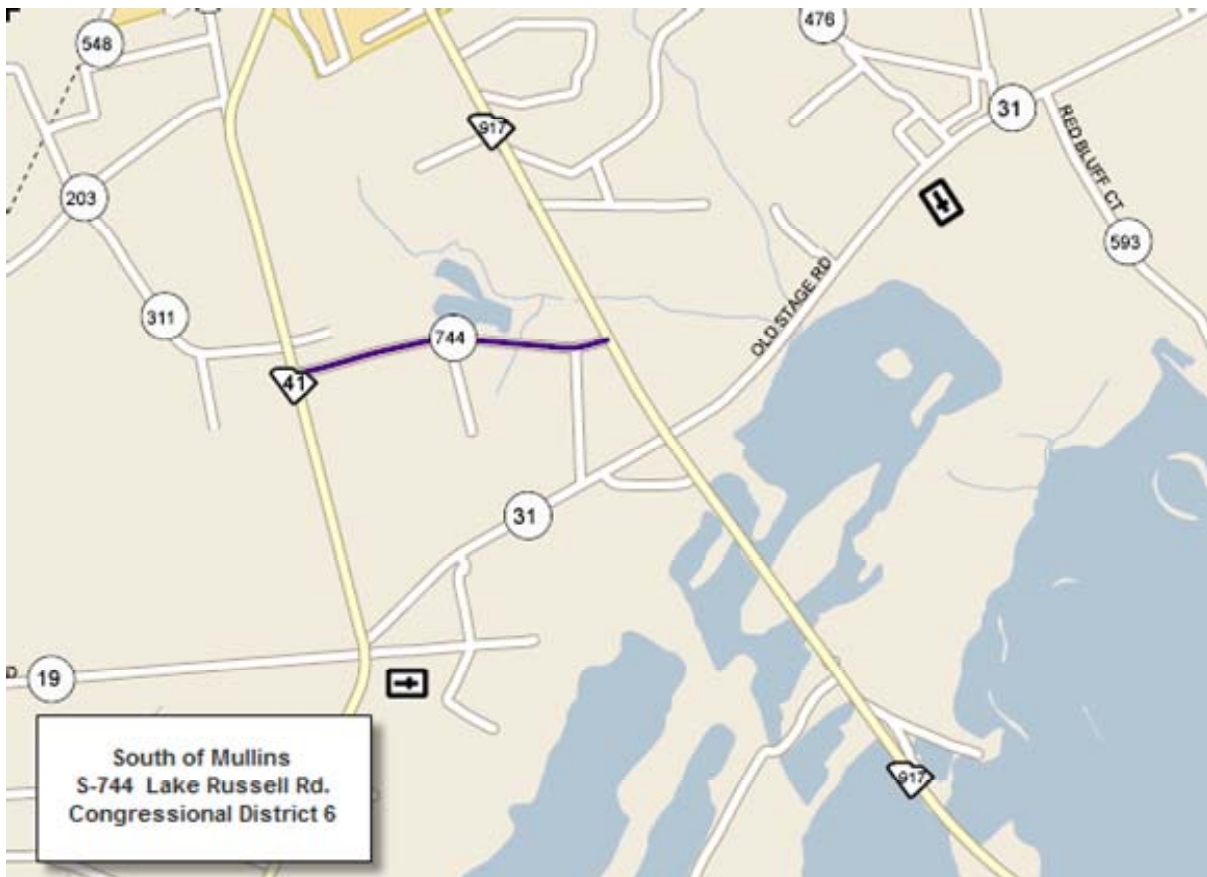 548
476
917
31
RED BLUFF CT
203
593
311
OLD STAGE RD
744
41
31
19
South of Mullins
S-744 Lake Russell Rd.
Congressional District 6
917